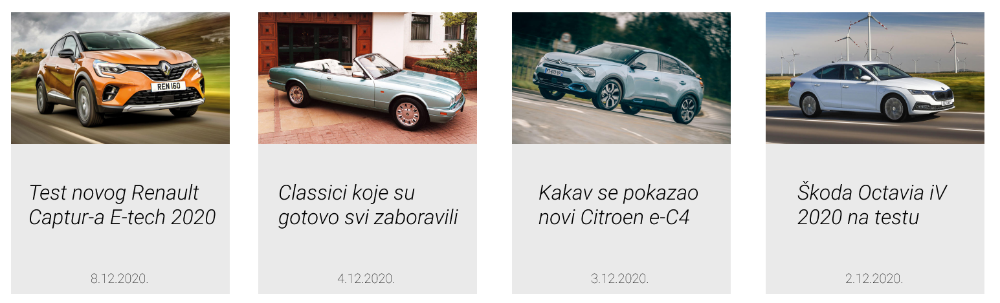 REN 160
Test novog Renault
Captur-a E-tech 2020
8.12.2020.
Classici koje su
gotovo svi zaboravili
4.12.2020.
Kakav se pokazao
novi Citroen e-C4
3.12.2020.
Škoda Octavia iV
2020 na testu
2.12.2020.